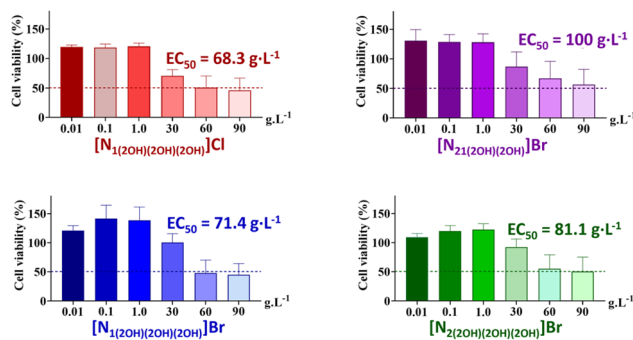 Cell viability (%)
150
100
50
0
EC50 = 68.3 g·L-1
0.01 0.1 1.0 30 60 90 g.L-1
[N1(2OH)(2OH)(2OH)]Cl
Cell viability (%)
150
100
50
0
EC50 = 100 g·L-1
0.01 0.1 1.0 30 60 90 g.L-1
[N21(2OH)(2OH)]Br
Cell viability (%)
150
100
50
0
EC50 = 71.4 g·L-1
0.01 0.1 1.0 30 60 90 g.L-1
[N1(2OH)(2OH)(2OH)]Br
Cell viability (%)
150
100
50
0
EC50 = 81.1 g·L-1
0.01 0.1 1.0 30 60 90 g.L-1
[N2(2OH)(2OH)(2OH)]Br